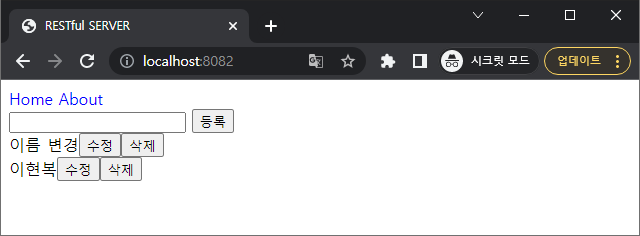 RESTful SERVER
localhost:8082
시크릿 모드
업데이트
Home About
등록
이름 변경 수정 삭제
이현복 수정 삭제